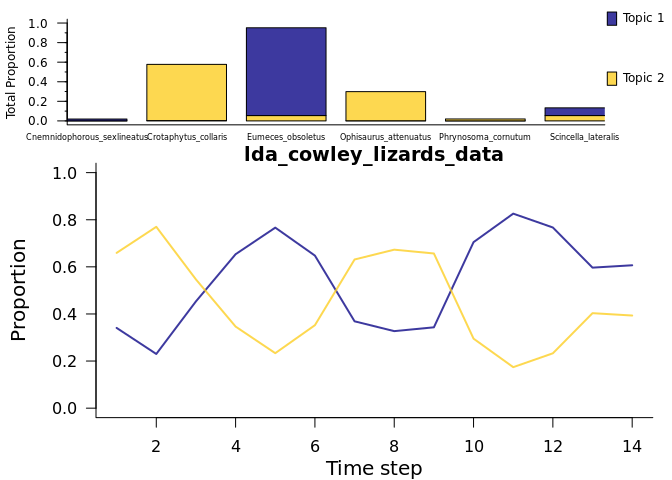 Topic 1
Topic 2
Total Proportion
1.0
0.8
0.6
0.4
0.2
0.0
Cnemnidophorous_sexlineatus Crotaphytus_collaris Eumeces_obsoletus Ophisaurus_attenuatus Phrynosoma_cornutum Scincella_lateralis
lda_cowley_lizards_data
Proportion
1.0
0.8
0.6
0.4
0.2
0.0
2 4 6 8 10 12 14
Time step